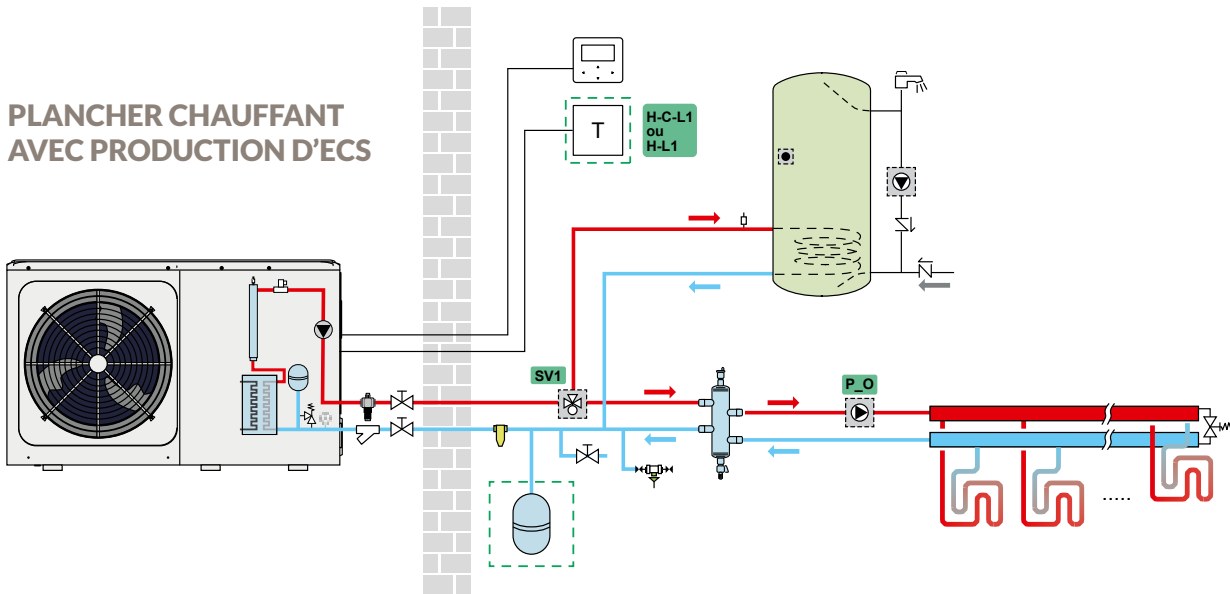 PLANCHER CHAUFFANT
AVEC PRODUCTION D'ECS
T
H-C-L1
ou
H-L1
SV1
P_O
.....